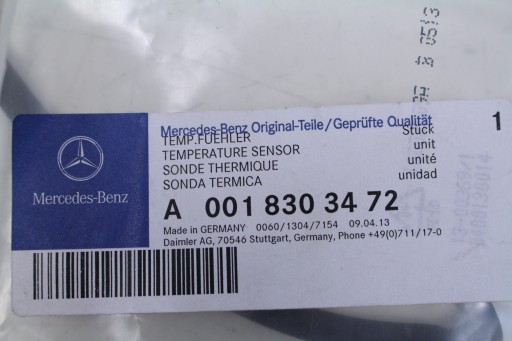 Mercedes-Benz Original-Teile/Geprüfte Qualität
TEMP.FUEHLER Stück 1
TEMPERATURE SENSOR unit
SONDE THERMIQUE unité
SONDA TERMICA unidad
Mercedes-Benz
A 001 830 34 72
Made in GERMANY 0060/1304/7154 09.04.13
Daimler AG, 70546 Stuttgart, Germany, Phone +49(0)711/17-0